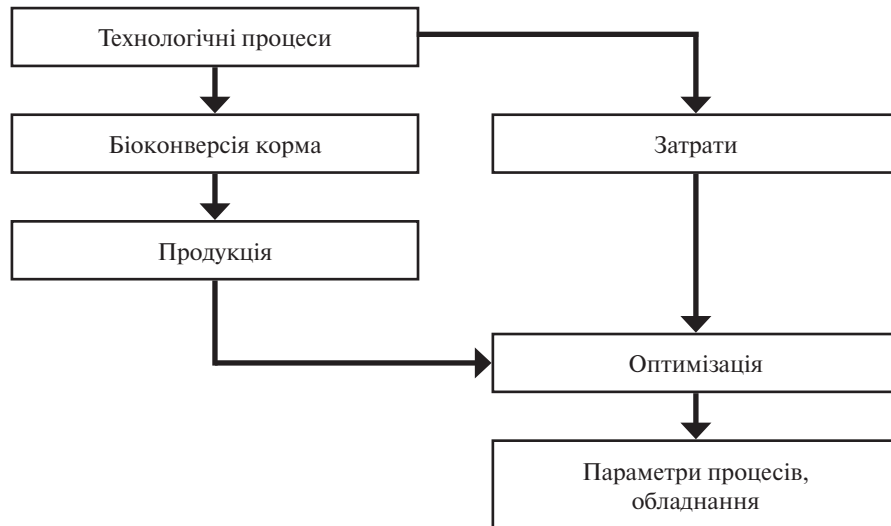 Технологічні процеси
Біоконверсія корма
Затрати
Продукція
Оптимізація
Параметри процесів,
обладнання